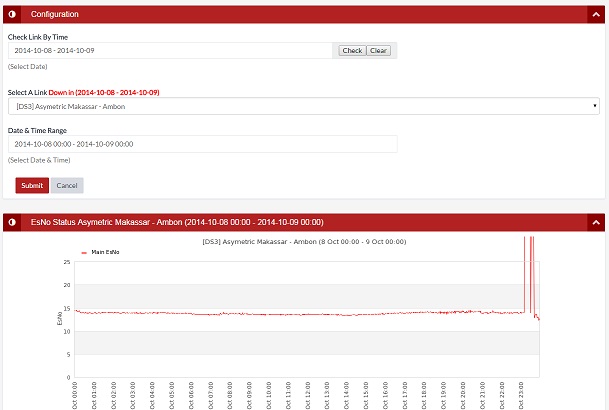 Configuration
Check Link By Time
2014-10-08 - 2014-10-09
Check
Clear
(Select Date)
Select A Link Down in (2014-10-08 - 2014-10-09)
[DS3] Asymetric Makassar - Ambon
Date & Time Range
2014-10-08 00:00 - 2014-10-09 00:00
(Select Date & Time)
Submit
Cancel
EsNo Status Asymetric Makassar - Ambon (2014-10-08 00:00 - 2014-10-09 00:00)
[DS3] Asymetric Makassar - Ambon (8 Oct 00:00 - 9 Oct 00:00)
Main EsNo
25
20
15
10
5
0
EsNo
Oct 00:00
Oct 01:00
Oct 02:00
Oct 03:00
Oct 04:00
Oct 05:00
Oct 06:00
Oct 07:00
Oct 08:00
Oct 09:00
Oct 10:00
Oct 11:00
Oct 12:00
Oct 13:00
Oct 14:00
Oct 15:00
Oct 16:00
Oct 17:00
Oct 18:00
Oct 19:00
Oct 20:00
Oct 21:00
Oct 22:00
Oct 23:00